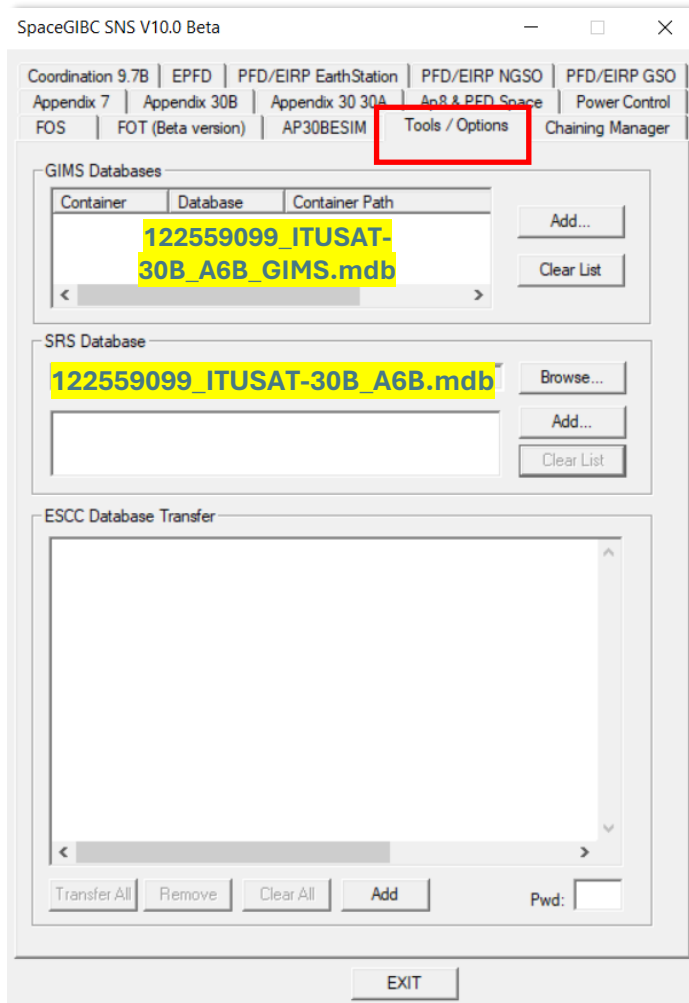 SpaceGIBC SNS V10.0 Beta
Coordination 9.7B EPFD PFD/EIRP EarthStation PFD/EIRP NGSO PFD/EIRP GSO
Appendix 7 Appendix 30B Appendix 30 30A Ap8 & PFD Space Power Control
FOS FOT (Beta version) AP30BESIM Tools / Options Chaining Manager
GIMS Databases
Container Database Container Path
Add...
122559099_ITUSAT-
30B_A6B_GIMS.mdb
Clear List
SRS Database
122559099_ITUSAT-30B_A6B.mdb
Browse...
Add...
Clear List
ESCC Database Transfer
Transfer All Remove Clear All Add Pwd:
EXIT